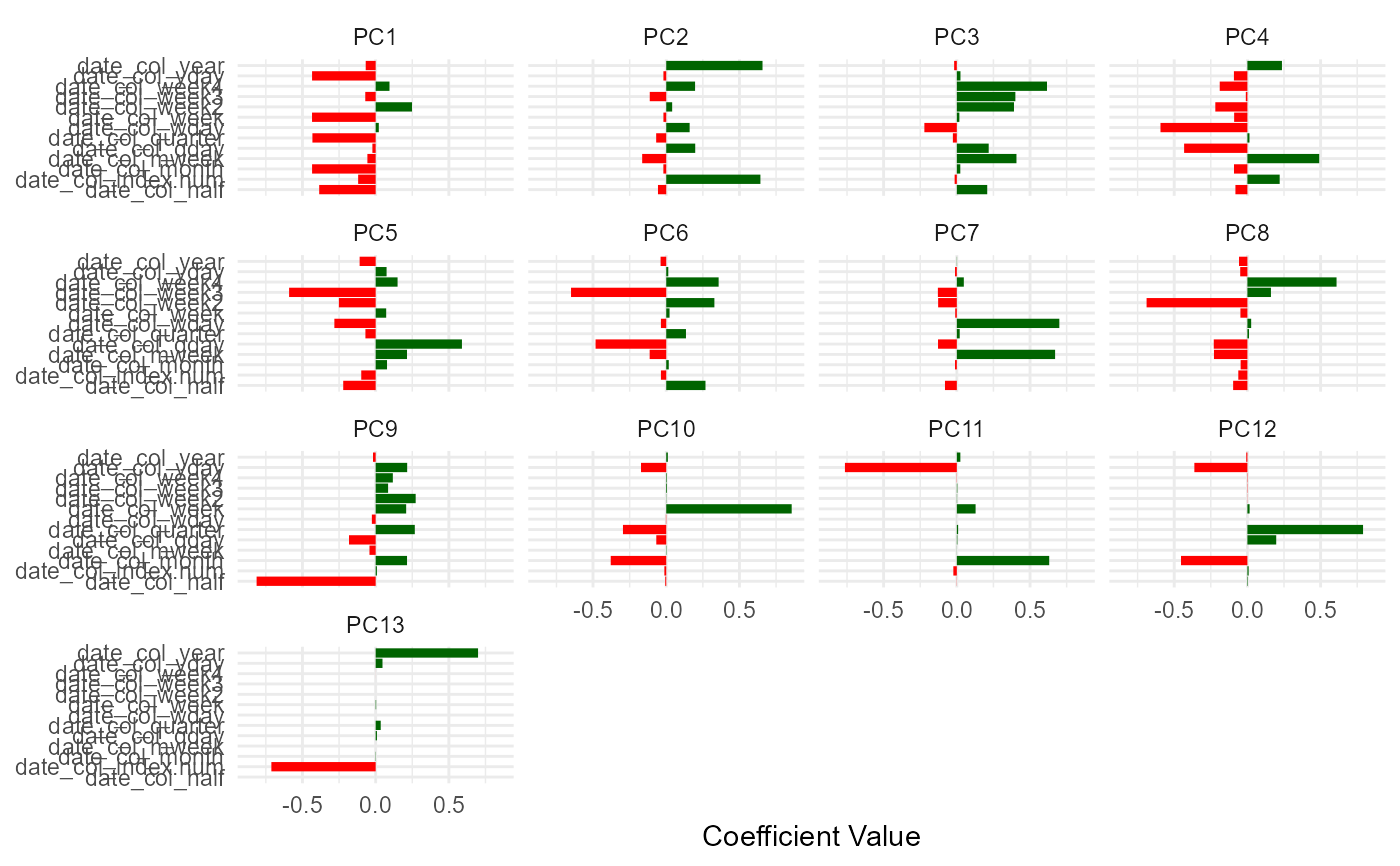 PC1 PC2 PC3 PC4
date_col_year
date_col_yday
date_col_week4
date_col_week3
date_col_week2
date_col_week
date_col_wday
date_col_quarter
date_col_qday
date_col_mweek
date_col_month
date_col_index.num
date_col_half
PC5 PC6 PC7 PC8
date_col_year
date_col_yday
date_col_week4
date_col_week3
date_col_week2
date_col_week
date_col_wday
date_col_quarter
date_col_qday
date_col_mweek
date_col_month
date_col_index.num
date_col_half
PC9 PC10 PC11 PC12
date_col_year
date_col_yday
date_col_week4
date_col_week3
date_col_week2
date_col_week
date_col_wday
date_col_quarter
date_col_qday
date_col_mweek
date_col_month
date_col_index.num
date_col_half
-0.5 0.0 0.5 -0.5 0.0 0.5 -0.5 0.0 0.5
PC13
date_col_year
date_col_yday
date_col_week4
date_col_week3
date_col_week2
date_col_week
date_col_wday
date_col_quarter
date_col_qday
date_col_mweek
date_col_month
date_col_index.num
date_col_half
-0.5 0.0 0.5
Coefficient Value